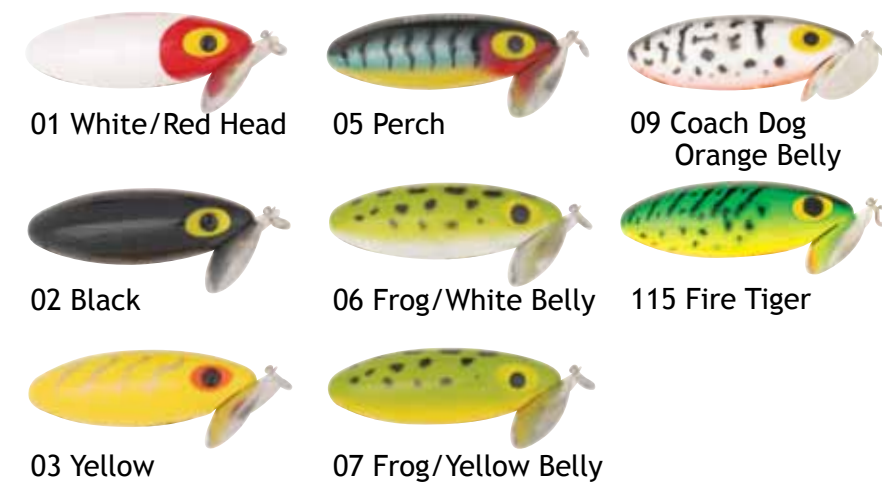 01 White/Red Head
05 Perch
09 Coach Dog
Orange Belly
02 Black
06 Frog/White Belly
115 Fire Tiger
03 Yellow
07 Frog/Yellow Belly